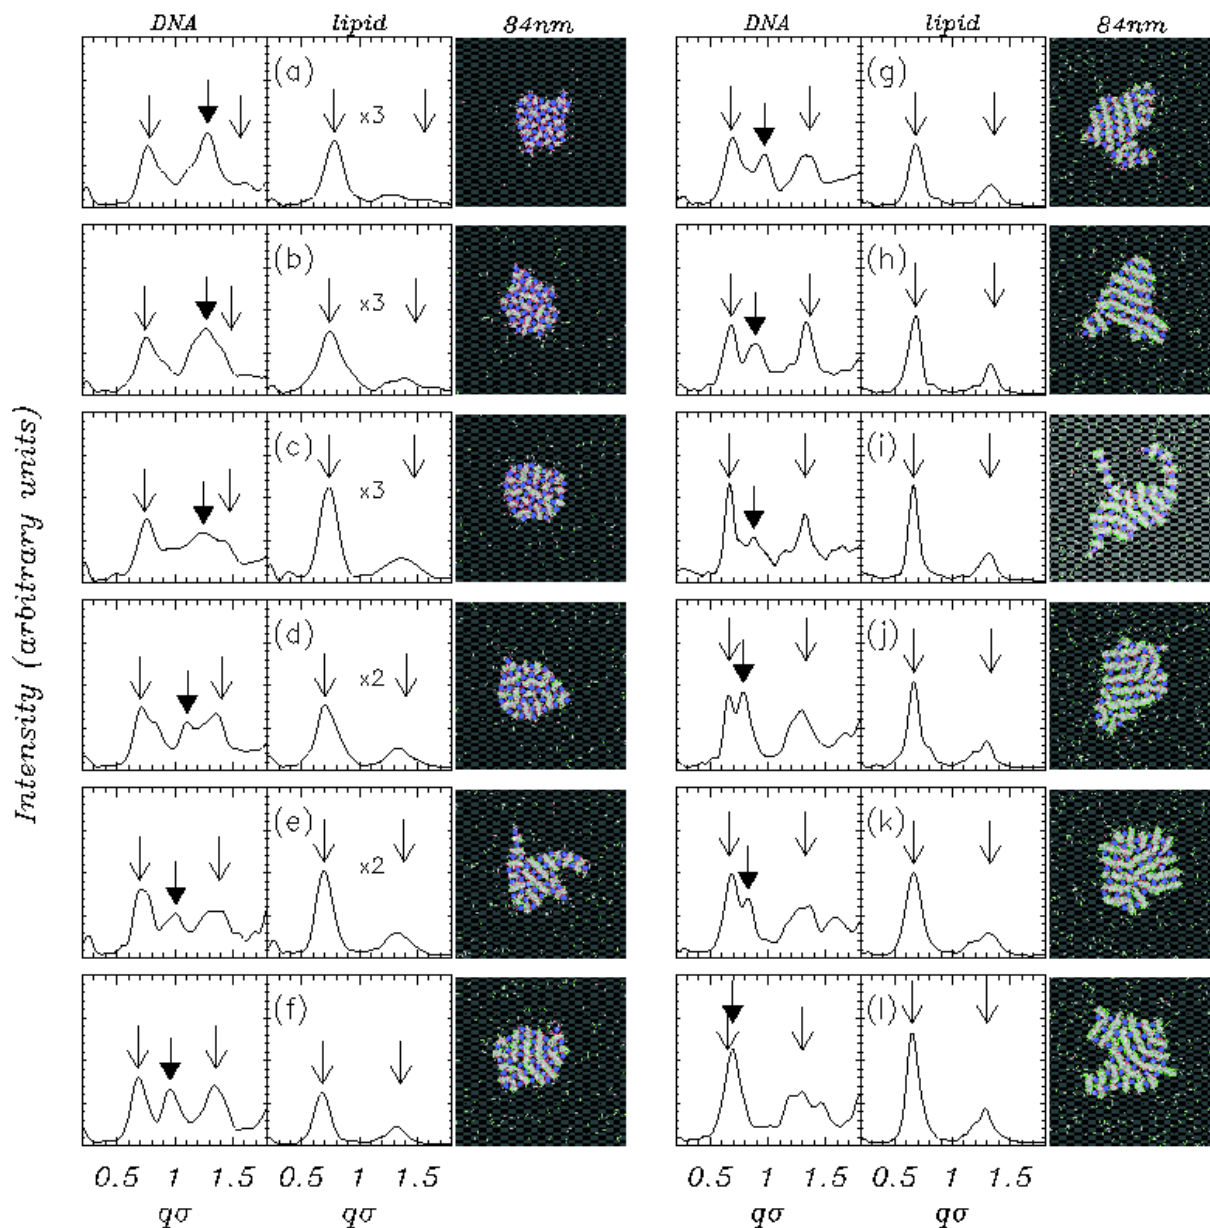 DNA lipid 84nm DNA lipid 84nm
(a) x3 (g)
(b) x3 (h)
(c) x3 (i)
(d) x2 (j)
(e) x2 (k)
(f) (l)
Intensity (arbitrary units)
0.5 1 1.5 0.5 1 1.5 0.5 1 1.5 0.5 1 1.5
qσ qσ qσ qσ